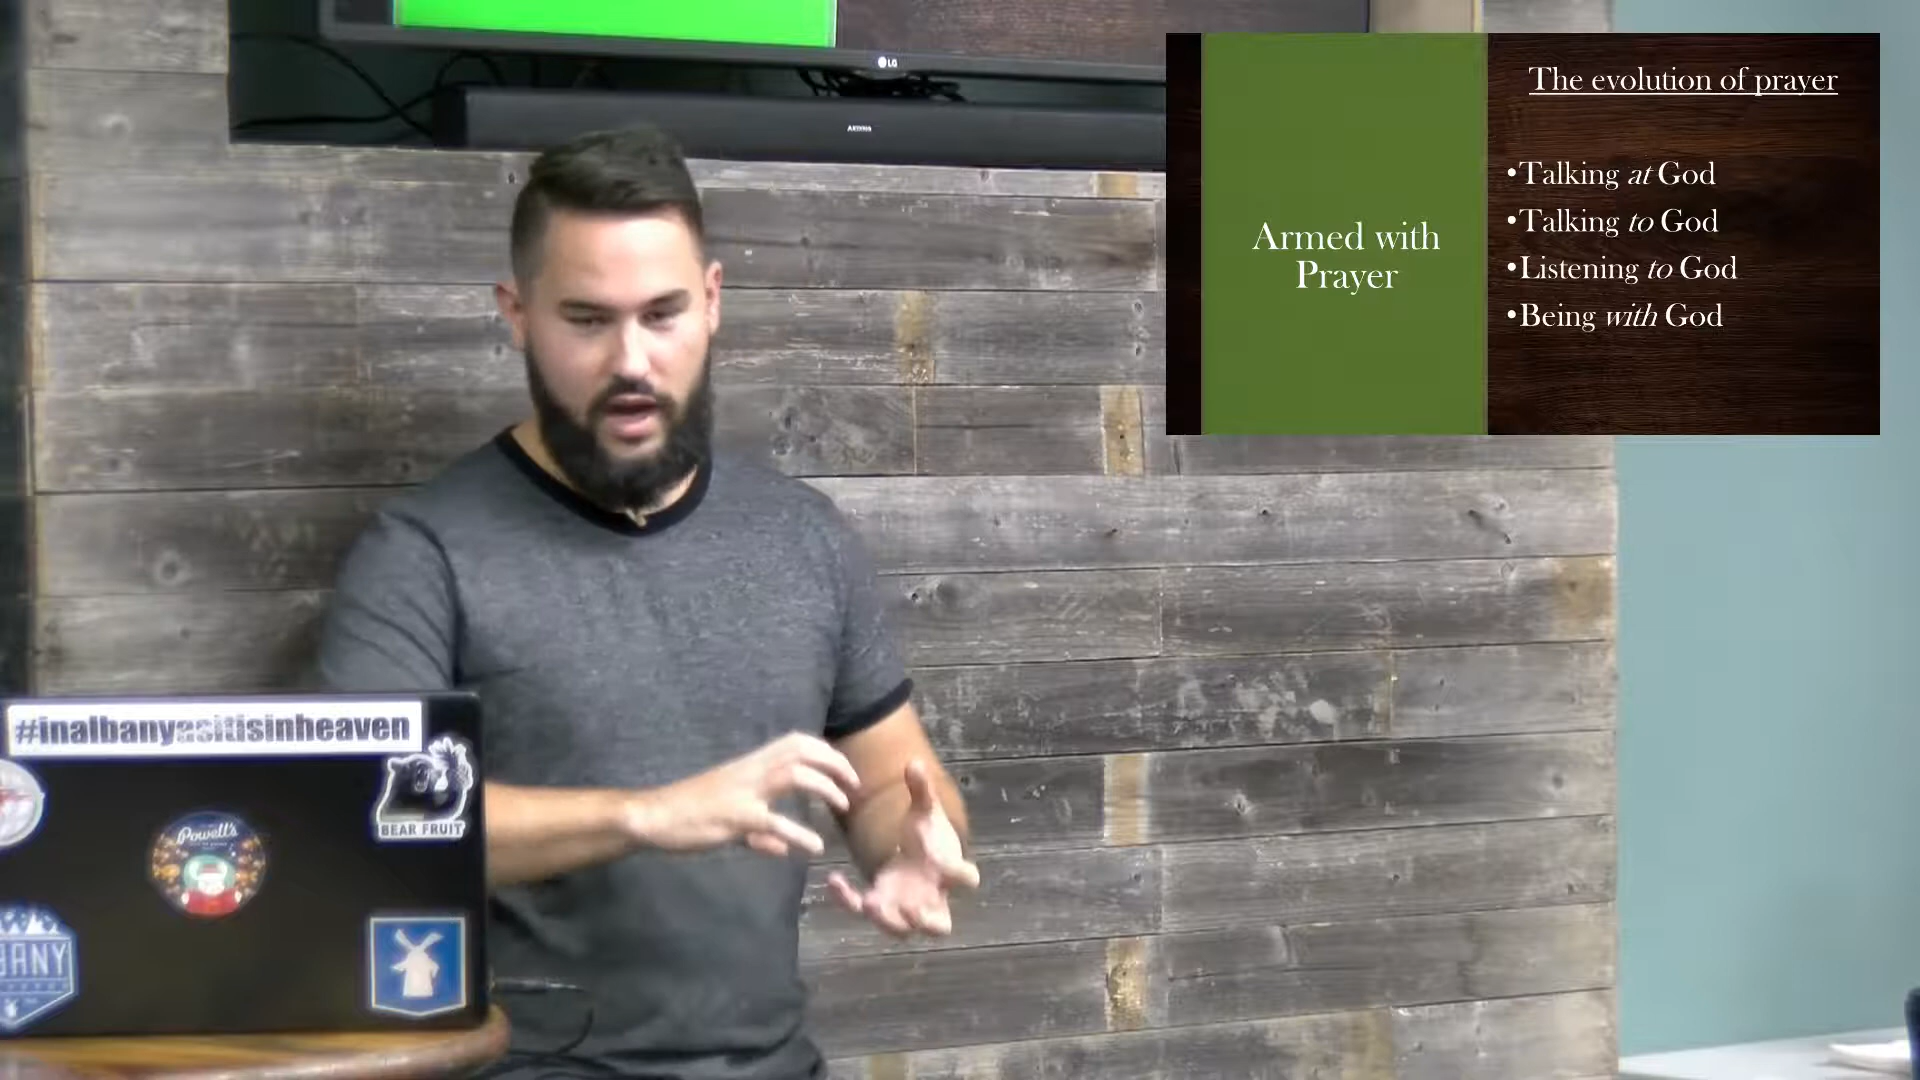 LG
The evolution of prayer
•Talking at God
•Talking to God
•Listening to God
•Being with God
Armed with
Prayer
#inalbanyasitisinheaven
BEAR FRUIT
Powell's
BANY